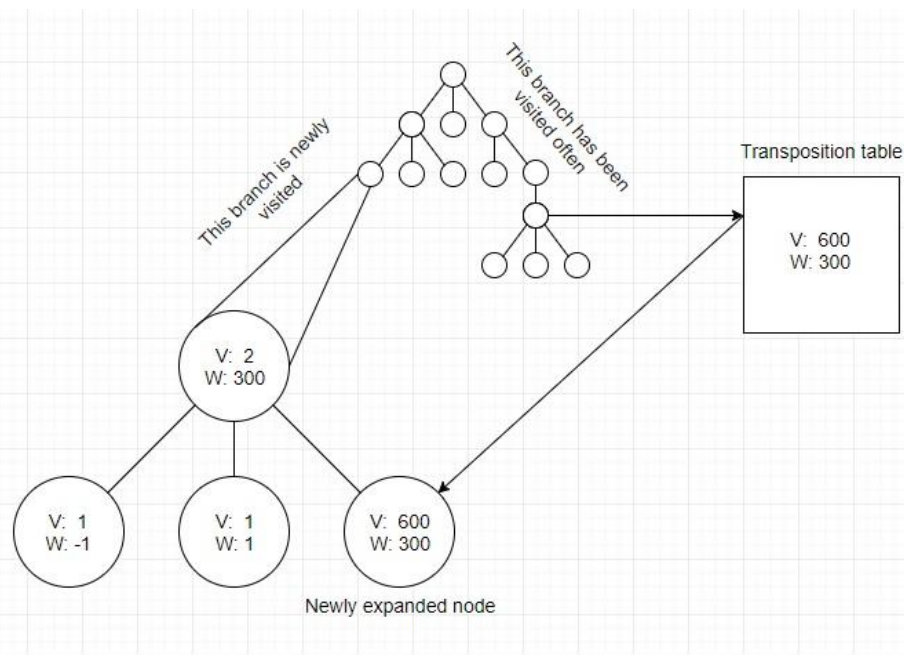 This branch has been
visited often
This branch is newly
visited
Transposition table
V: 600
W: 300
V: 2
W: 300
V: 1
W: -1
V: 1
W: 1
V: 600
W: 300
Newly expanded node